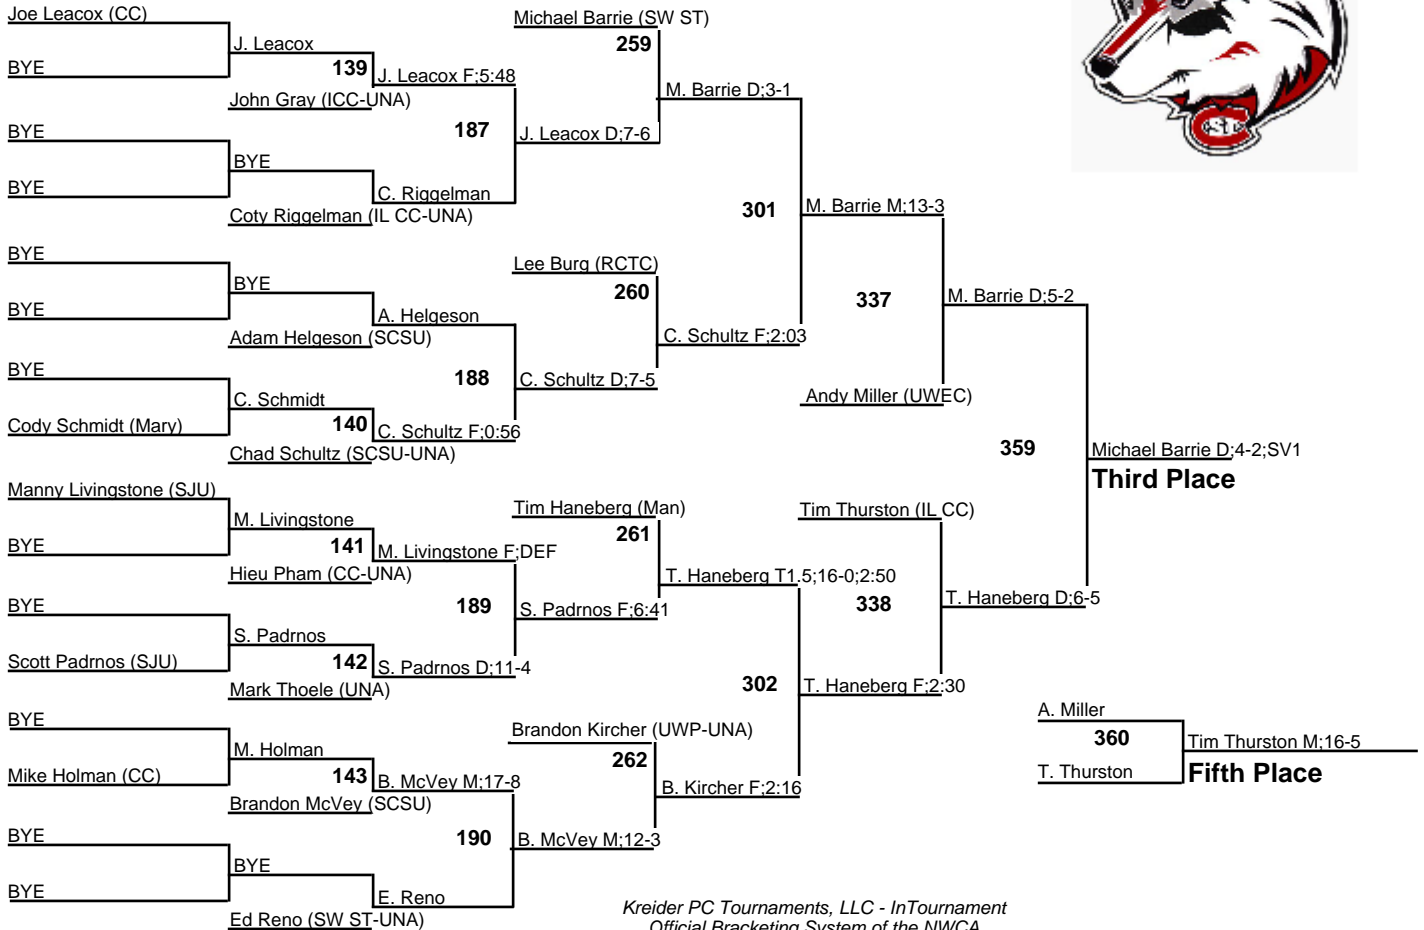 Joe Leacox (CC)
BYE
J. Leacox
139
John Gray (ICC-UNA)
J. Leacox F;5:48
BYE
BYE
BYE
Coty Riggelman (IL CC-UNA)
C. Riggelman
187
J. Leacox D;7-6
Michael Barrie (SW ST)
259
M. Barrie D;3-1
BYE
BYE
BYE
Adam Helgeson (SCSU)
A. Helgeson
BYE
Cody Schmidt (Mary)
C. Schmidt
140
Chad Schultz (SCSU-UNA)
C. Schultz F;0:56
188
C. Schultz D;7-5
Lee Burg (RCTC)
260
C. Schultz F;2:03
301
M. Barrie M;13-3
337
Andy Miller (UWEC)
M. Barrie D;5-2
Manny Livingstone (SJU)
BYE
M. Livingstone
141
Hieu Pham (CC-UNA)
M. Livingstone F;DEF
BYE
Scott Padrnos (SJU)
S. Padrnos
142
Mark Thoele (UNA)
S. Padrnos D;11-4
189
S. Padrnos F;6:41
Tim Haneberg (Man)
261
T. Haneberg T1.5;16-0;2:50
BYE
Mike Holman (CC)
M. Holman
143
Brandon McVey (SCSU)
B. McVey M;17-8
BYE
BYE
BYE
Ed Reno (SW ST-UNA)
E. Reno
190
B. McVey M;12-3
Brandon Kircher (UWP-UNA)
262
B. Kircher F;2:16
302
T. Haneberg F;2:30
Tim Thurston (IL CC)
338
T. Haneberg D;6-5
359
Michael Barrie D;4-2;SV1
Third Place
A. Miller
360
T. Thurston
Tim Thurston M;16-5
Fifth Place
Kreider PC Tournaments, LLC - InTournament
Official Bracketing System of the NWCA